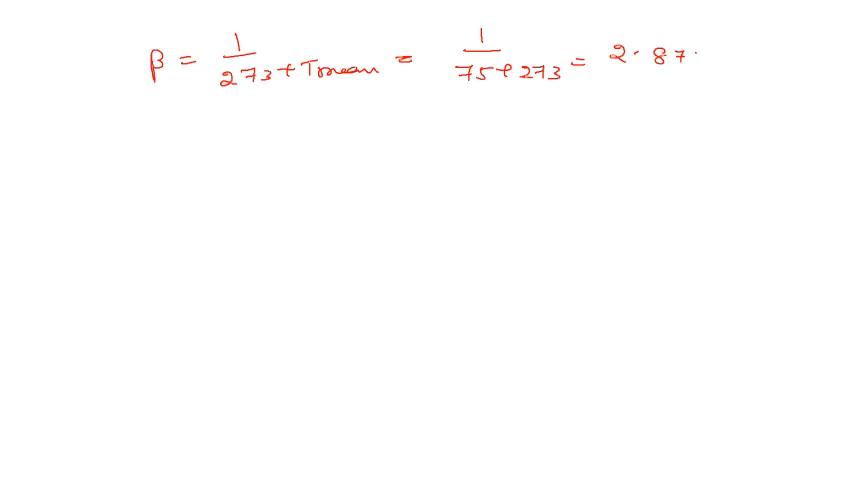 β = 1/(273 + Tmean) = 1/(75 + 273) = 2.87.